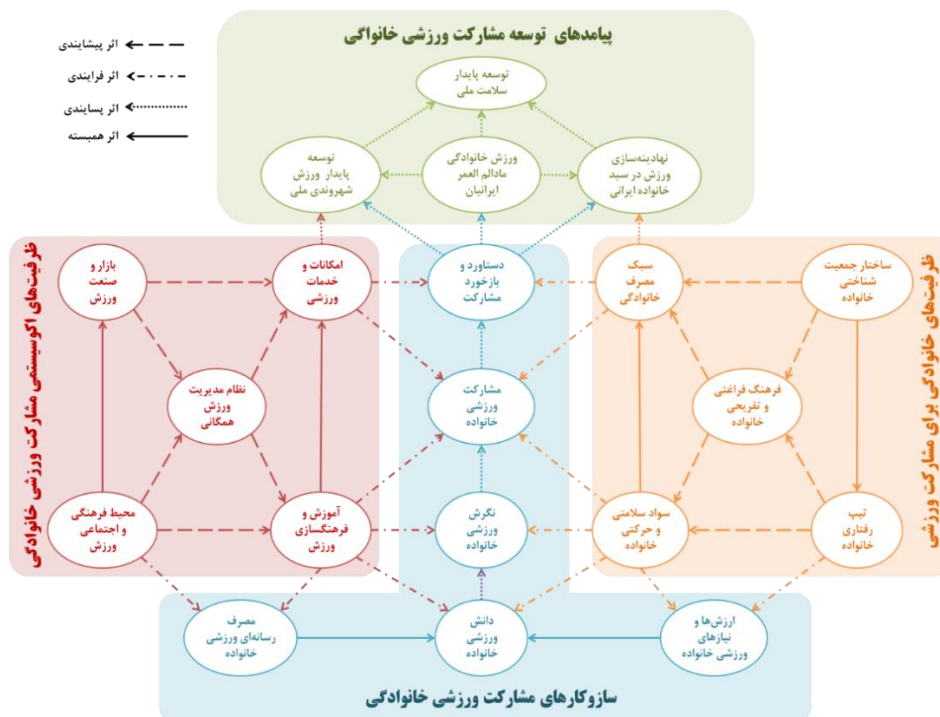 پیامدهای توسعه مشارکت ورزشی خانواگی
اثر پیشایندی
اثر فرایندی
اثر پسایندی
اثر همبسته
توسعه پایدار
سلامت ملی
نهادینه‌سازی
ورزش در سبد
خانواده ایرانی
ورزش خانوادگی
مادالم العمر
ایرانیان
توسعه
پایدار ورزش
شهروندی ملی
ظرفیت‌های خانوادگی برای مشارکت ورزشی
ساختار جمعیت
شناختی
خانواده
سبک
مصرف
خانوادگی
فرهنگ فراغتی
و تفریحی
خانواده
تیپ
رفتاری
خانواده
سواد سلامتی
و حرکتی
خانواده
دستاورد و
بازخورد
مشارکت
مشارکت
ورزشی
خانواده
نگرش
ورزشی
خانواده
امکانات و
خدمات
ورزشی
بازار و
صنعت
ورزش
نظام مدیریت
ورزش
همگانی
آموزش و
فرهنگسازی
ورزش
محیط فرهنگی
و اجتماعی
ورزش
ظرفیت‌های اکوسیستمی مشارکت ورزشی خانوادگی
ارزش‌ها و
نیازهای
ورزشی خانواده
دانش
ورزشی
خانواده
مصرف
رسانه‌ای ورزشی
خانواده
سازوکارهای مشارکت ورزشی خانوادگی